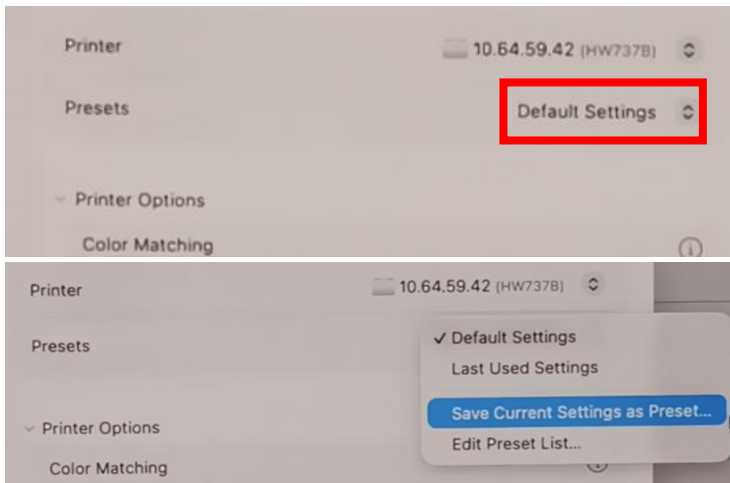 Printer 10.64.59.42 (HW737B)
Presets Default Settings
Printer Options
Color Matching
Printer 10.64.59.42 (HW737B)
Presets
✓ Default Settings
Last Used Settings
Save Current Settings as Preset...
Printer Options
Edit Preset List...
Color Matching